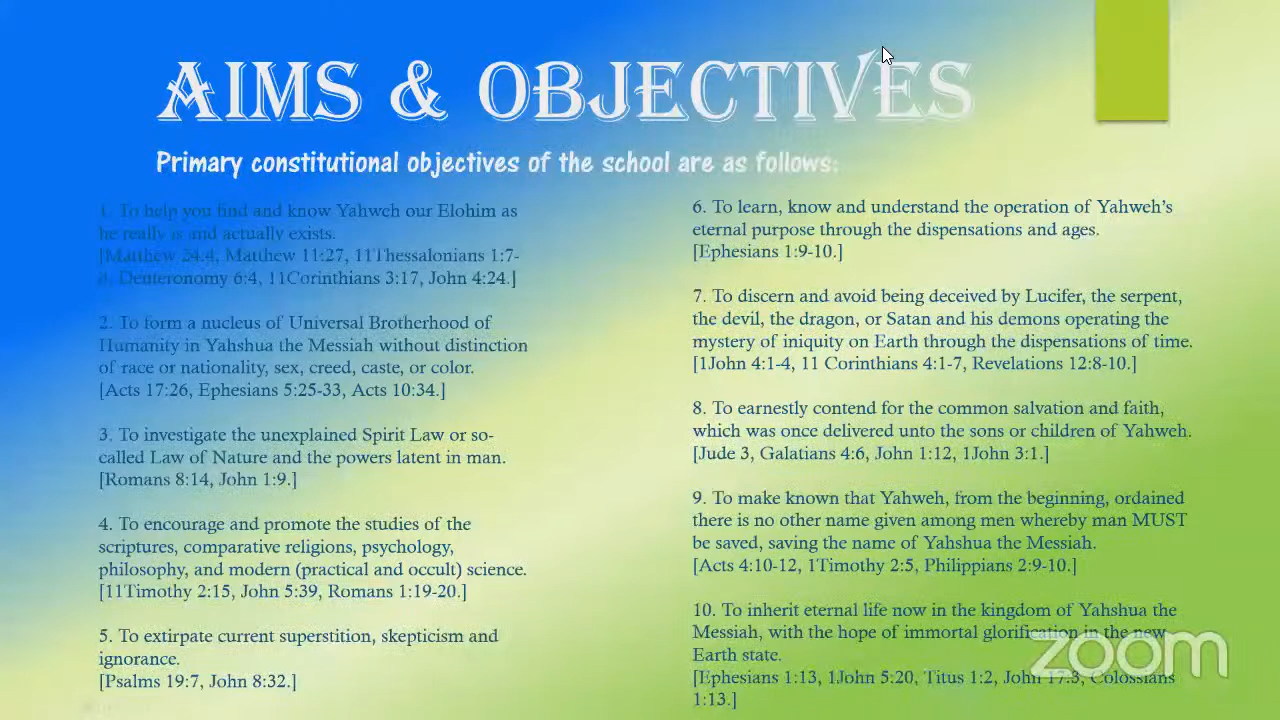 AIMS & OBJECTIVES
Primary constitutional objectives of the school are as follows:
1. To help you find and know Yahweh our Elohim as
he really is and actually exists.
[Matthew 24.4, Matthew 11:27, 11Thessalonians 1:7-
8, Deuteronomy 6:4, 11Corinthians 3:17, John 4:24.]
2. To form a nucleus of Universal Brotherhood of
Humanity in Yahshua the Messiah without distinction
of race or nationality, sex, creed, caste, or color.
[Acts 17:26, Ephesians 5:25-33, Acts 10:34.]
3. To investigate the unexplained Spirit Law or so-
called Law of Nature and the powers latent in man.
[Romans 8:14, John 1:9.]
4. To encourage and promote the studies of the
scriptures, comparative religions, psychology,
philosophy, and modern (practical and occult) science.
[11Timothy 2:15, John 5:39, Romans 1:19-20.]
5. To extirpate current superstition, skepticism and
ignorance.
[Psalms 19:7, John 8:32.]
6. To learn, know and understand the operation of Yahweh's
eternal purpose through the dispensations and ages.
[Ephesians 1:9-10.]
7. To discern and avoid being deceived by Lucifer, the serpent,
the devil, the dragon, or Satan and his demons operating the
mystery of iniquity on Earth through the dispensations of time.
[1John 4:1-4, 11 Corinthians 4:1-7, Revelations 12:8-10.]
8. To earnestly contend for the common salvation and faith,
which was once delivered unto the sons or children of Yahweh.
[Jude 3, Galatians 4:6, John 1:12, 1John 3:1.]
9. To make known that Yahweh, from the beginning, ordained
there is no other name given among men whereby man MUST
be saved, saving the name of Yahshua the Messiah.
[Acts 4:10-12, 1Timothy 2:5, Philippians 2:9-10.]
10. To inherit eternal life now in the kingdom of Yahshua the
Messiah, with the hope of immortal glorification in the new
Earth state.
[Ephesians 1:13, 1John 5:20, Titus 1:2, John 17:3, Colossians
1:13.]
zoom